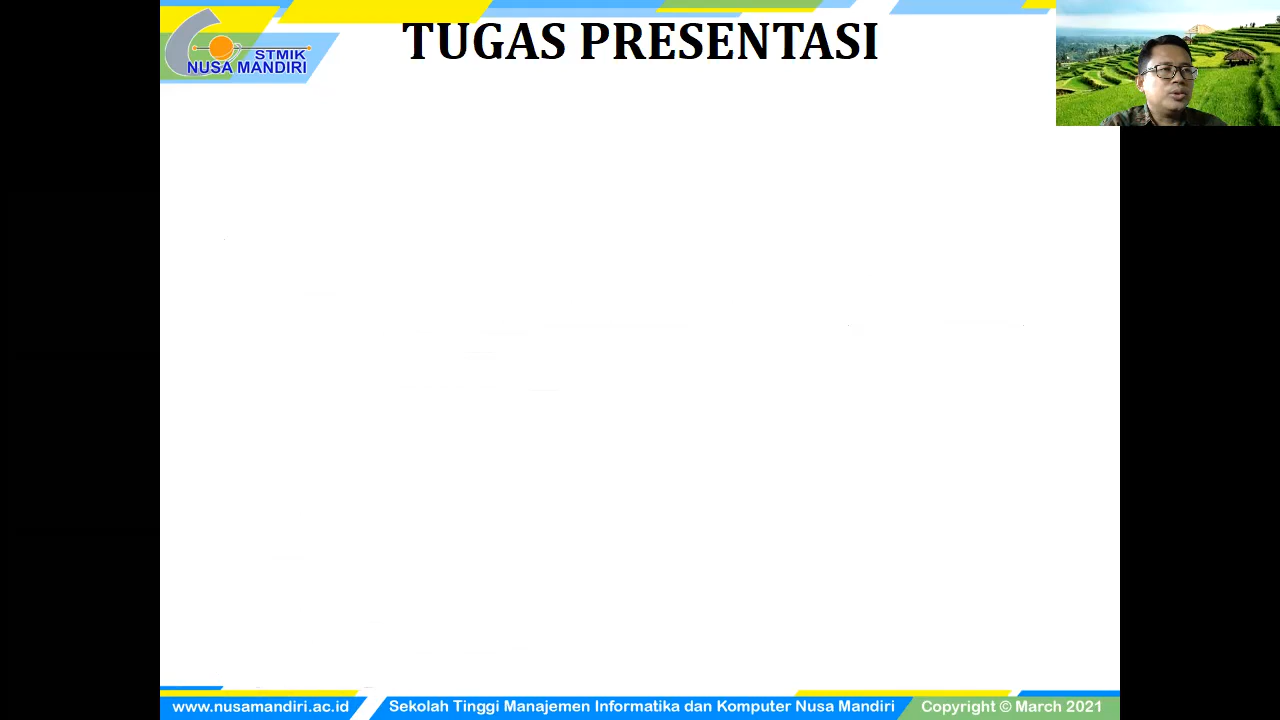 TUGAS PRESENTASI
STMIK
NUSA MANDIRI
www.nusamandiri.ac.id
Sekolah Tinggi Manajemen Informatika dan Komputer Nusa Mandiri
Copyright © March 2021